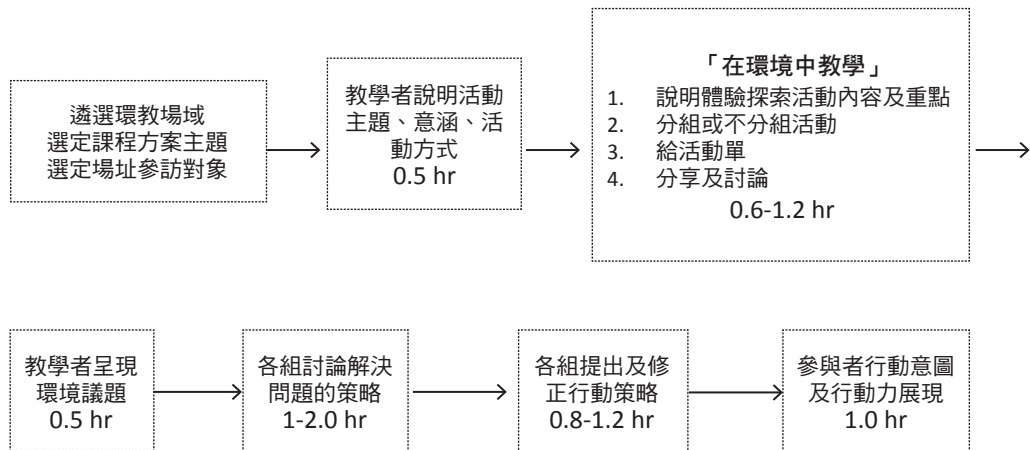 遴選環教場域
選定課程方案主題
選定場址參訪對象
教學者說明活動
主題、意涵、活
動方式
0.5 hr
「在環境中教學」
1. 說明體驗探索活動內容及重點
2. 分組或不分組活動
3. 給活動單
4. 分享及討論
0.6-1.2 hr
教學者呈現
環境議題
0.5 hr
各組討論解決
問題的策略
1-2.0 hr
各組提出及修
正行動策略
0.8-1.2 hr
參與者行動意圖
及行動力展現
1.0 hr